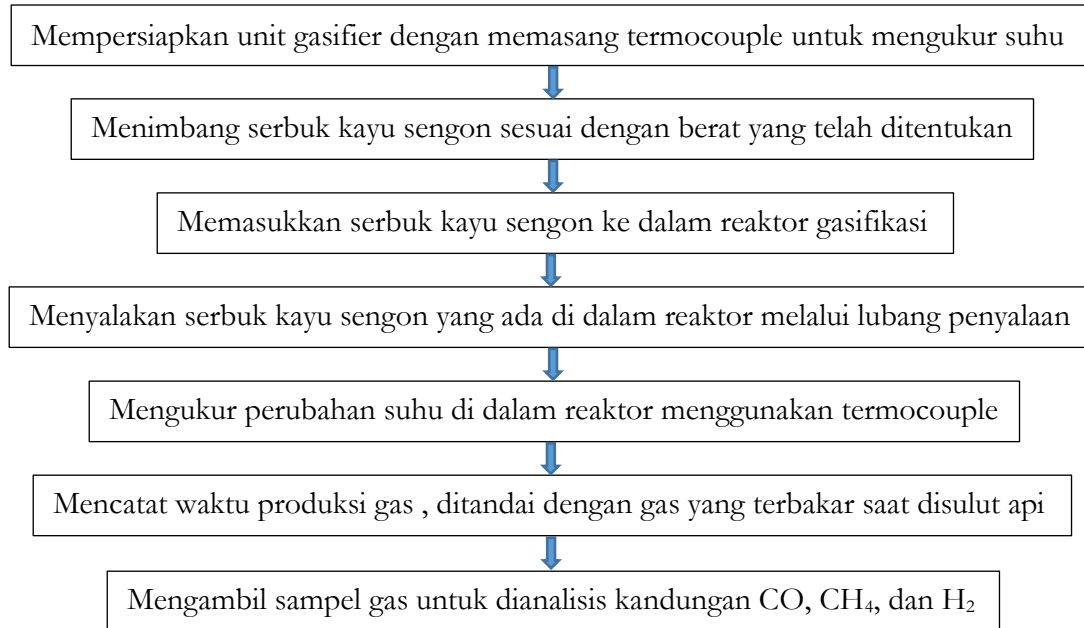 Mempersiapkan unit gasifier dengan memasang termocouple untuk mengukur suhu
Menimbang serbuk kayu sengon sesuai dengan berat yang telah ditentukan
Memasukkan serbuk kayu sengon ke dalam reaktor gasifikasi
Menyalakan serbuk kayu sengon yang ada di dalam reaktor melalui lubang penyalaan
Mengukur perubahan suhu di dalam reaktor menggunakan termocouple
Mencatat waktu produksi gas , ditandai dengan gas yang terbakar saat disulut api
Mengambil sampel gas untuk dianalisis kandungan CO, CH₄, dan H₂